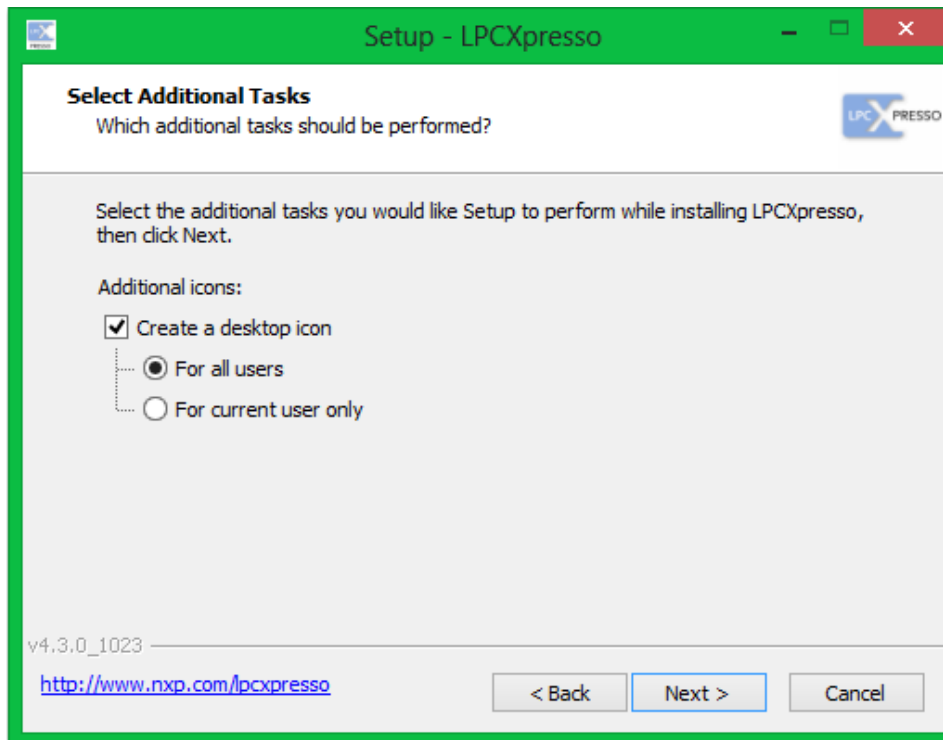 Setup - LPCXpresso
Select Additional Tasks
Which additional tasks should be performed?
LPC XPRESSO
Select the additional tasks you would like Setup to perform while installing LPCXpresso,
then click Next.
Additional icons:
Create a desktop icon
For all users
For current user only
v4.3.0_1023
http://www.nxp.com/lpcxpresso
< Back
Next >
Cancel